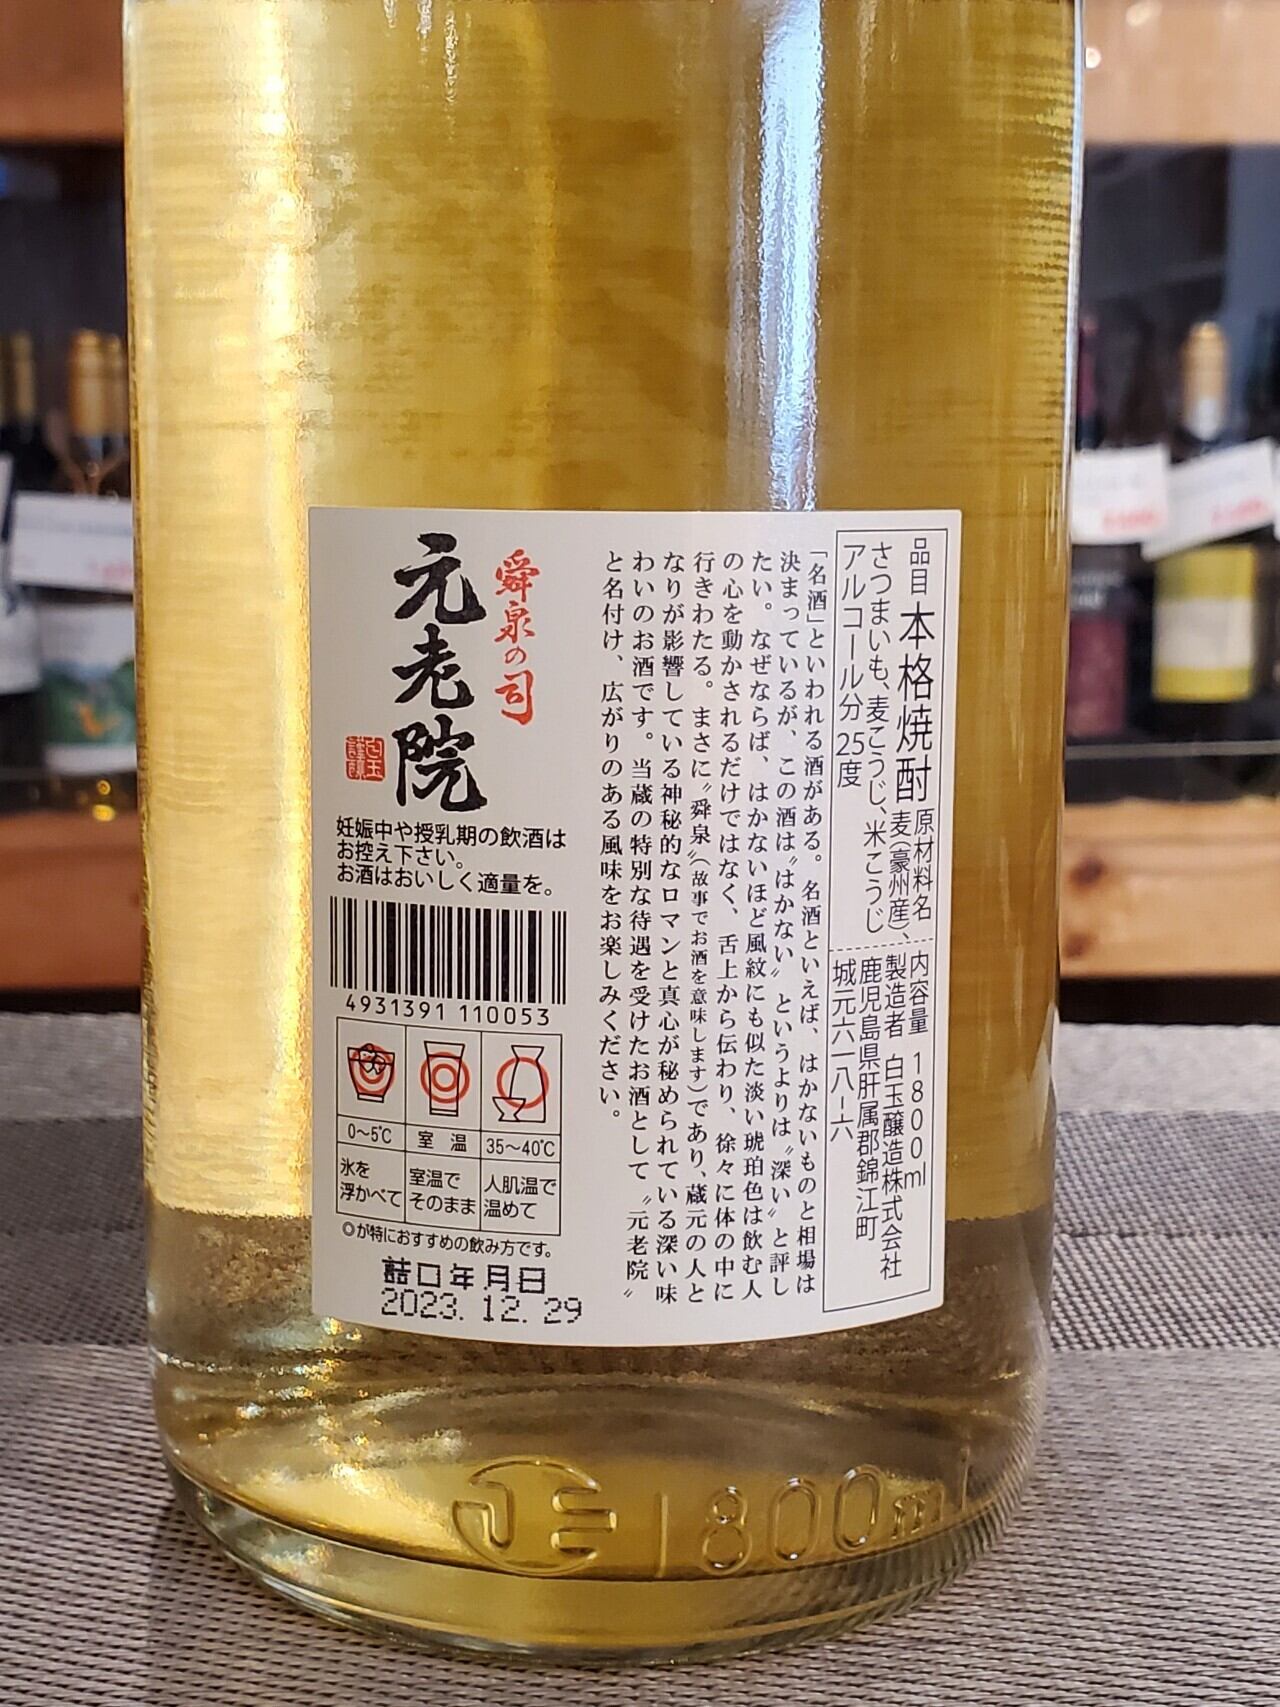 品目 本格焼酎 原材料名 麦(豪州産)、
さつまいも、麦こうじ、米こうじ
アルコール分25度
内容量 1800ml
製造者 白玉醸造株式会社
鹿児島県肝属郡錦江町
城元六一八-六
「名酒」といわれる酒がある。名酒といえば、はかないものと相場は
決まっているが、この酒は〝はかない〟というよりは〝深い〟と評し
たい。なぜならば、はかないほど風紋にも似た淡い琥珀色は飲む人
の心を動かされるだけではなく、舌上から伝わり、徐々に体の中に
行きわたる。まさに〝舜泉〟(故事でお酒を意味します)であり、蔵元の人と
なりが影響している神秘的なロマンと真心が秘められている深い味
わいのお酒です。当蔵の特別な待遇を受けたお酒として〝元老院〟
と名付け、広がりのある風味をお楽しみください。
舜泉の司
元老院
妊娠中や授乳期の飲酒は
お控え下さい。
お酒はおいしく適量を。
4931391 110053
0〜5℃
室温
35〜40℃
氷を
浮かべて
室温で
そのまま
人肌温で
温めて
◎が特におすすめの飲み方です。
詰口年月日
2023.12.29
1800ml